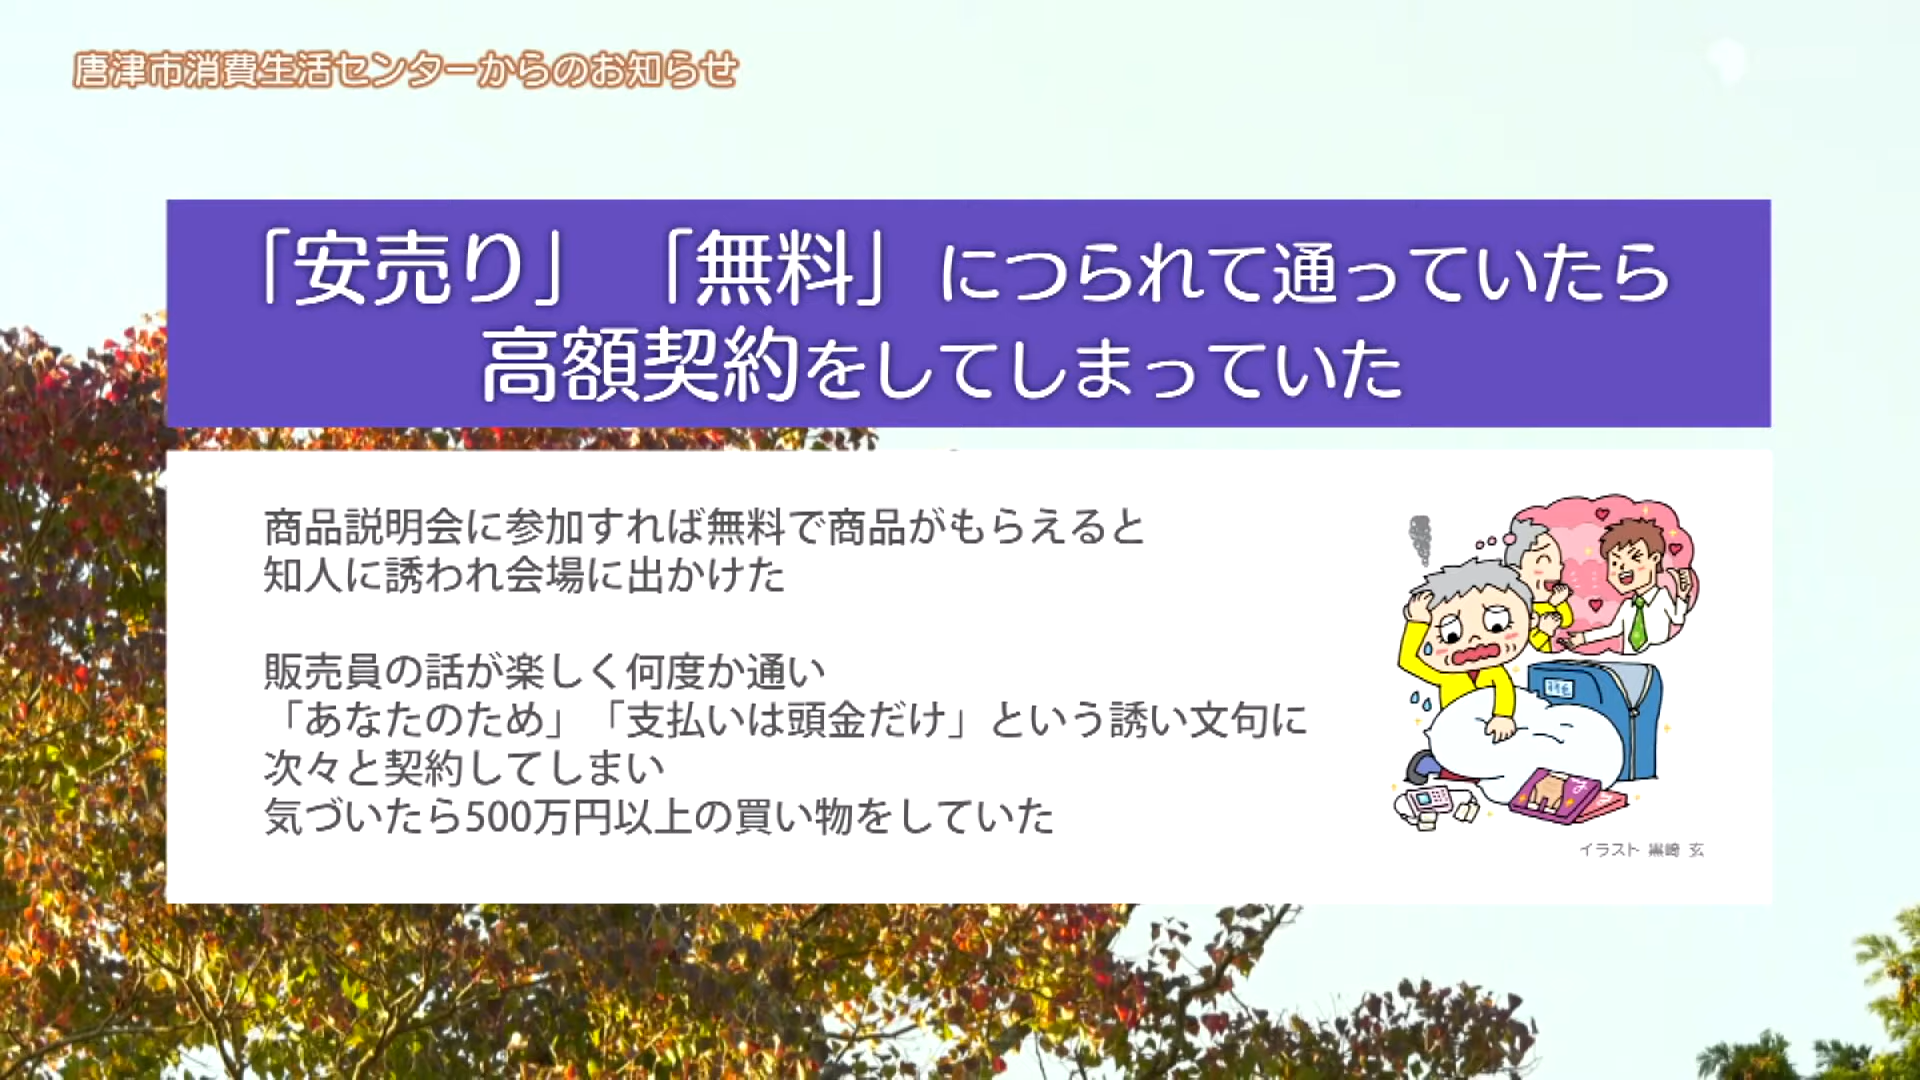 唐津市消費生活センターからのお知らせ
「安売り」「無料」につられて通っていたら
高額契約をしてしまっていた
商品説明会に参加すれば無料で商品がもらえると
知人に誘われ会場に出かけた
販売員の話が楽しく何度か通い
「あなたのため」「支払いは頭金だけ」という誘い文句に
次々と契約してしまい
気づいたら500万円以上の買い物をしていた
イラスト 黒崎 玄